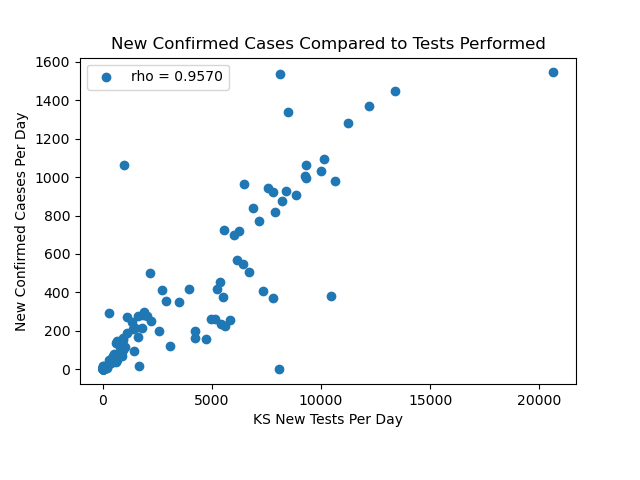 New Confirmed Cases Compared to Tests Performed
rho = 0.9570
1600
1400
1200
1000
800
600
400
200
0
New Confirmed Caeses Per Day
0 5000 10000 15000 20000
KS New Tests Per Day